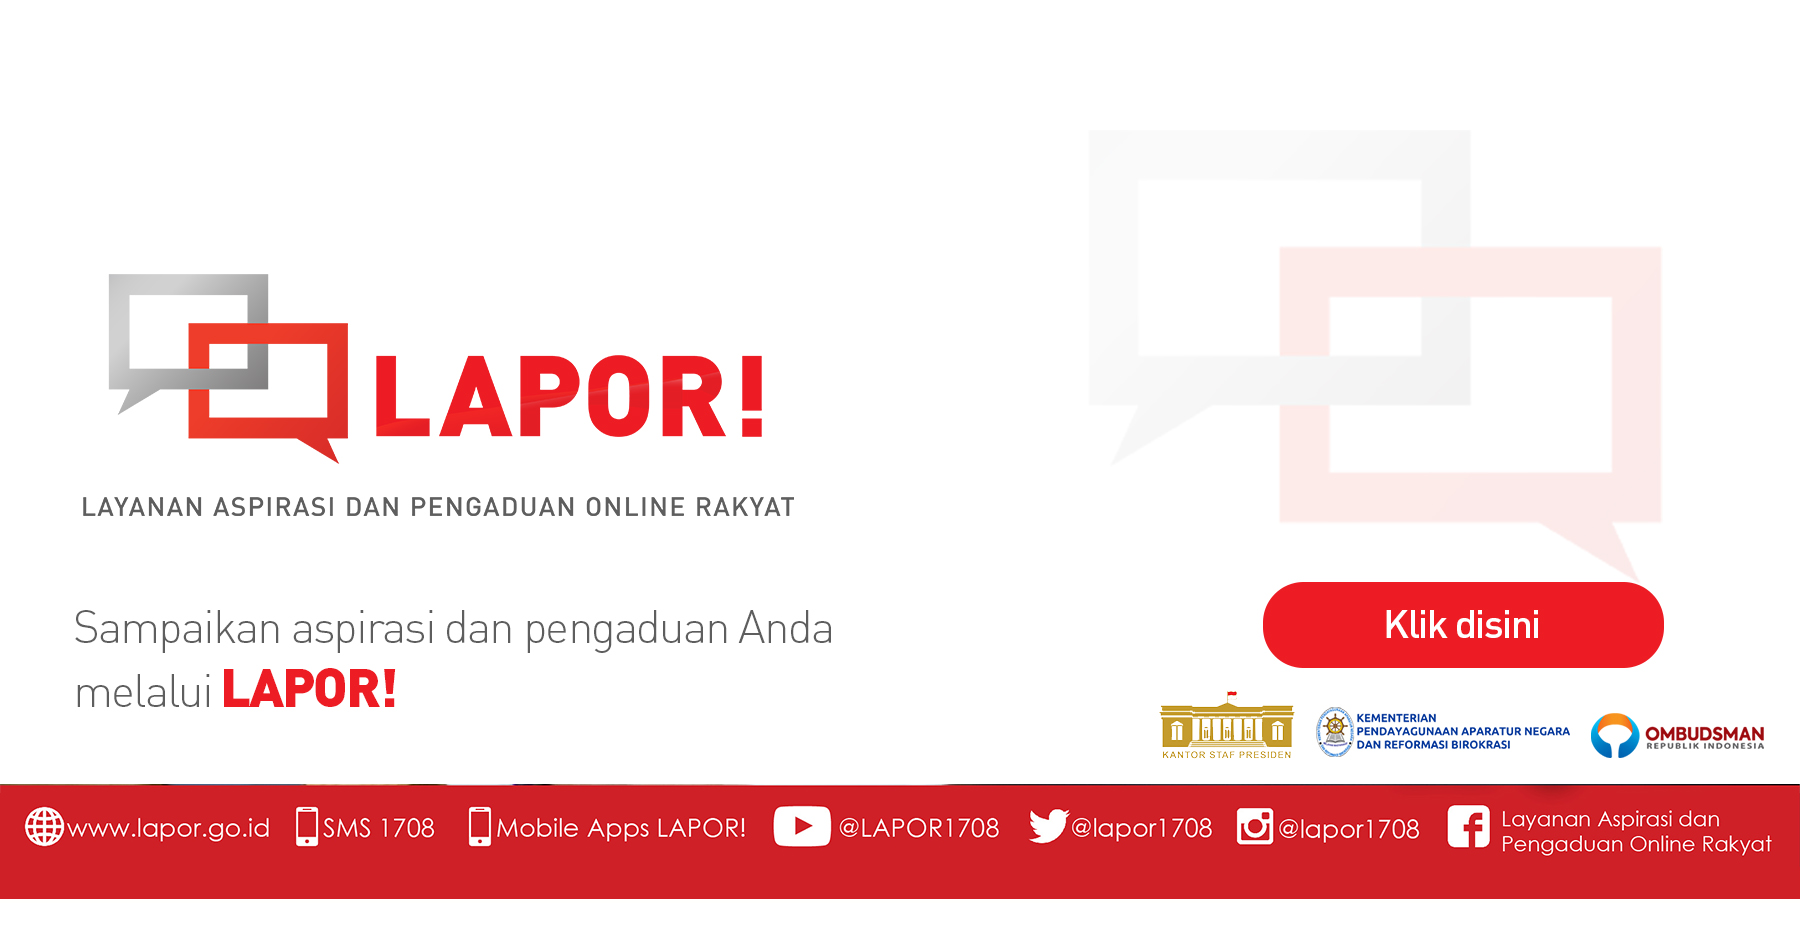 LAPOR!
LAYANAN ASPIRASI DAN PENGADUAN ONLINE RAKYAT
Sampaikan aspirasi dan pengaduan Anda
melalui LAPOR!
Klik disini
KANTOR STAF PRESIDEN
KEMENTERIAN
PENDAYAGUNAAN APARATUR NEGARA
DAN REFORMASI BIROKRASI
OMBUDSMAN
REPUBLIK INDONESIA
www.lapor.go.id
SMS 1708
Mobile Apps LAPOR!
@LAPOR1708
@lapor1708
@lapor1708
Layanan Aspirasi dan
Pengaduan Online Rakyat